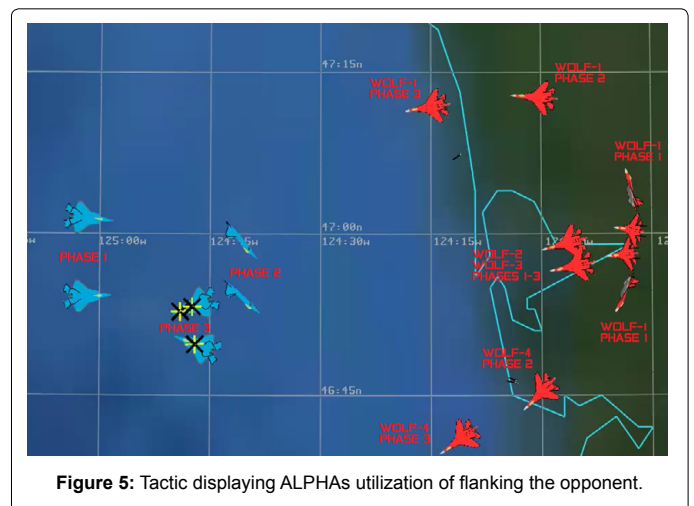 47:15n
WOLF-1
PHASE 3
WOLF-1
PHASE 2
WOLF-1
PHASE 1
47:00n
125:00w
124:30w
124:15w
PHASE 1
PHASE 2
WOLF-2
WOLF-3
PHASES 1-3
PHASE 3
WOLF-1
PHASE 1
WOLF-4
PHASE 2
46:45n
WOLF-4
PHASE 3
Figure 5: Tactic displaying ALPHAs utilization of flanking the opponent.